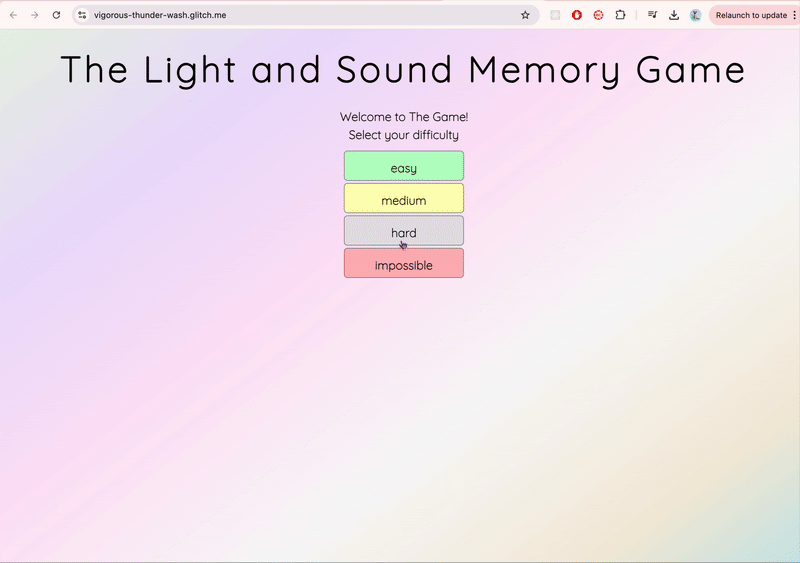 vigorous-thunder-wash.glitch.me
Relaunch to update
The Light and Sound Memory Game
Welcome to The Game!
Select your difficulty
easy
medium
hard
impossible